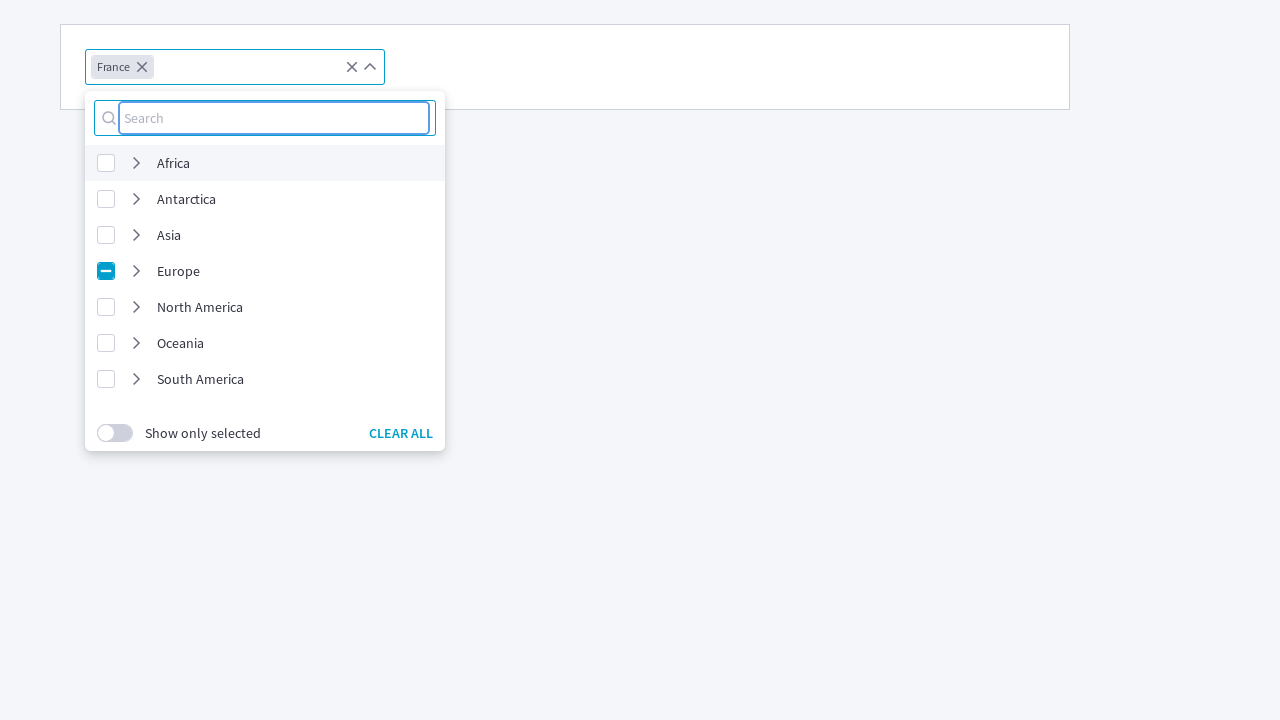 France
Search
Africa
Antarctica
Asia
Europe
North America
Oceania
South America
Show only selected CLEAR ALL